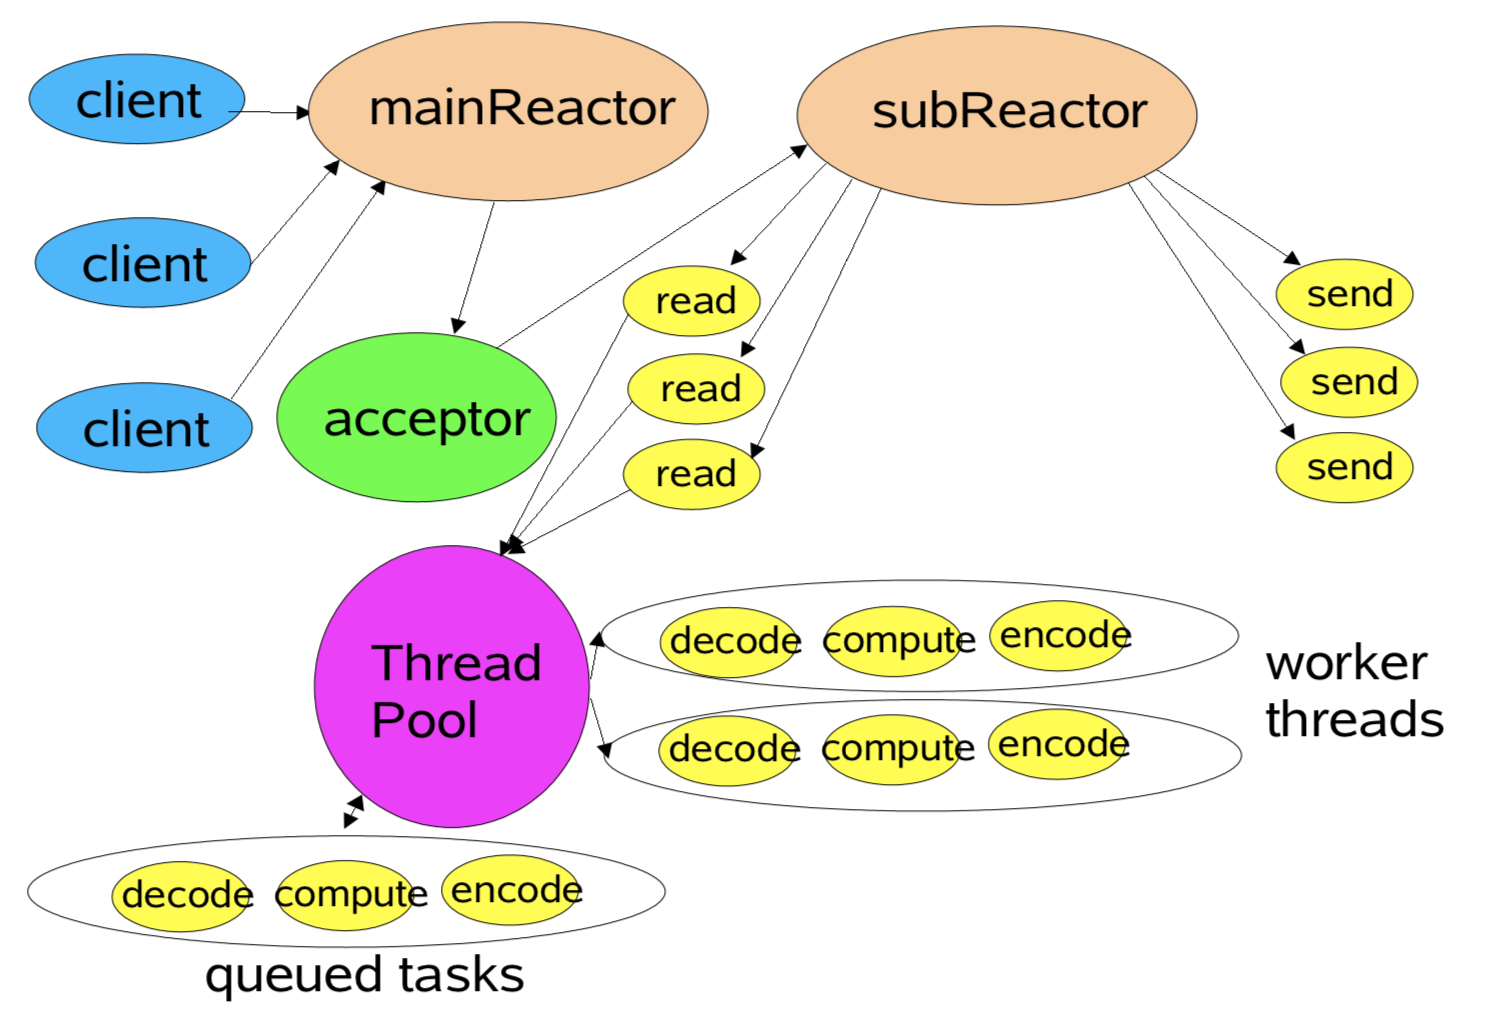 client
mainReactor
subReactor
client
client
acceptor
read
read
read
send
send
send
Thread
Pool
decode compute encode
decode compute encode
worker
threads
decode compute encode
queued tasks